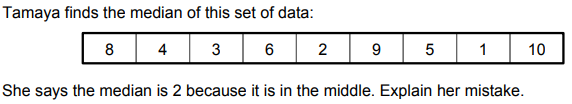 Tamaya finds the median of this set of data:
8 4 3 6 2 9 5 1 10
She says the median is 2 because it is in the middle. Explain her mistake.